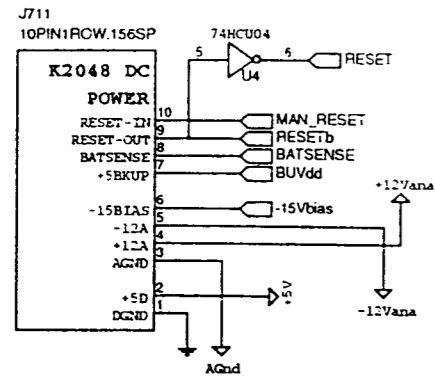 J711
10PIN1ROW.156SP
74HCU04
5
6
RESET
U4
K2048 DC
POWER
RESET-IN 10 MAN_RESET
RESET-OUT 9 RESETb
BATSENSE 8 BATSENSE
+5BKUP 7 BUVdd
-15BIAS 6 -15Vbias
-12A 5
+12A 4
AGND 3
+5D 2
DGND 1
+12Vana
+5V
-12Vana
AGnd